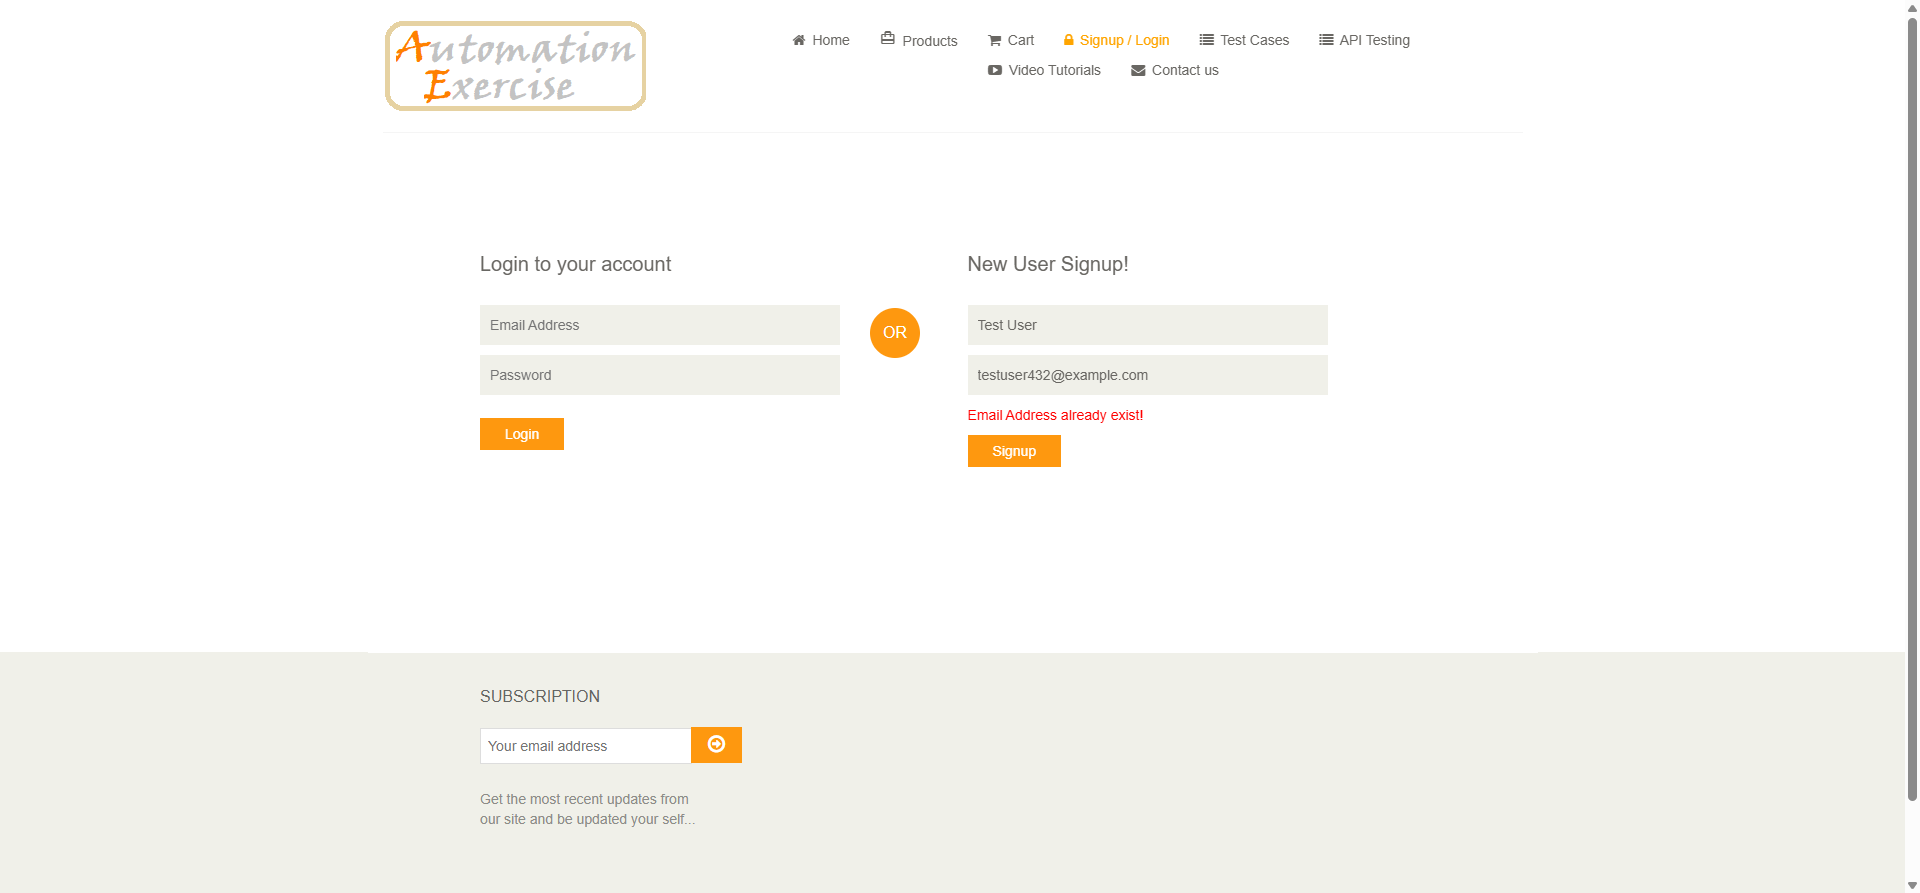 Automation
Exercise
Home
Products
Cart
Signup / Login
Test Cases
API Testing
Video Tutorials
Contact us
Login to your account
Email Address
Password
Login
OR
New User Signup!
Test User
testuser432@example.com
Email Address already exist!
Signup
SUBSCRIPTION
Your email address
Get the most recent updates from
our site and be updated your self...